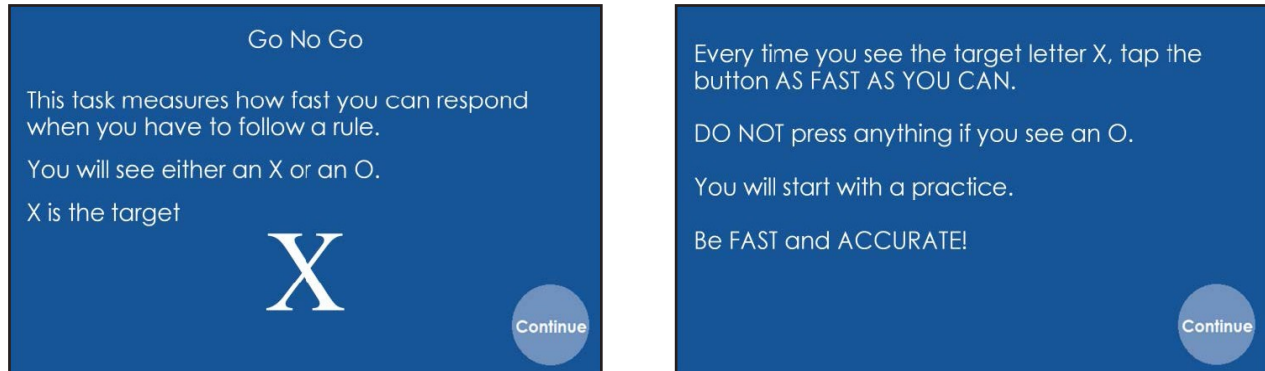 Go No Go
This task measures how fast you can respond
when you have to follow a rule.
You will see either an X or an O.
X is the target
X
Continue
Every time you see the target letter X, tap the
button AS FAST AS YOU CAN.
DO NOT press anything if you see an O.
You will start with a practice.
Be FAST and ACCURATE!
Continue